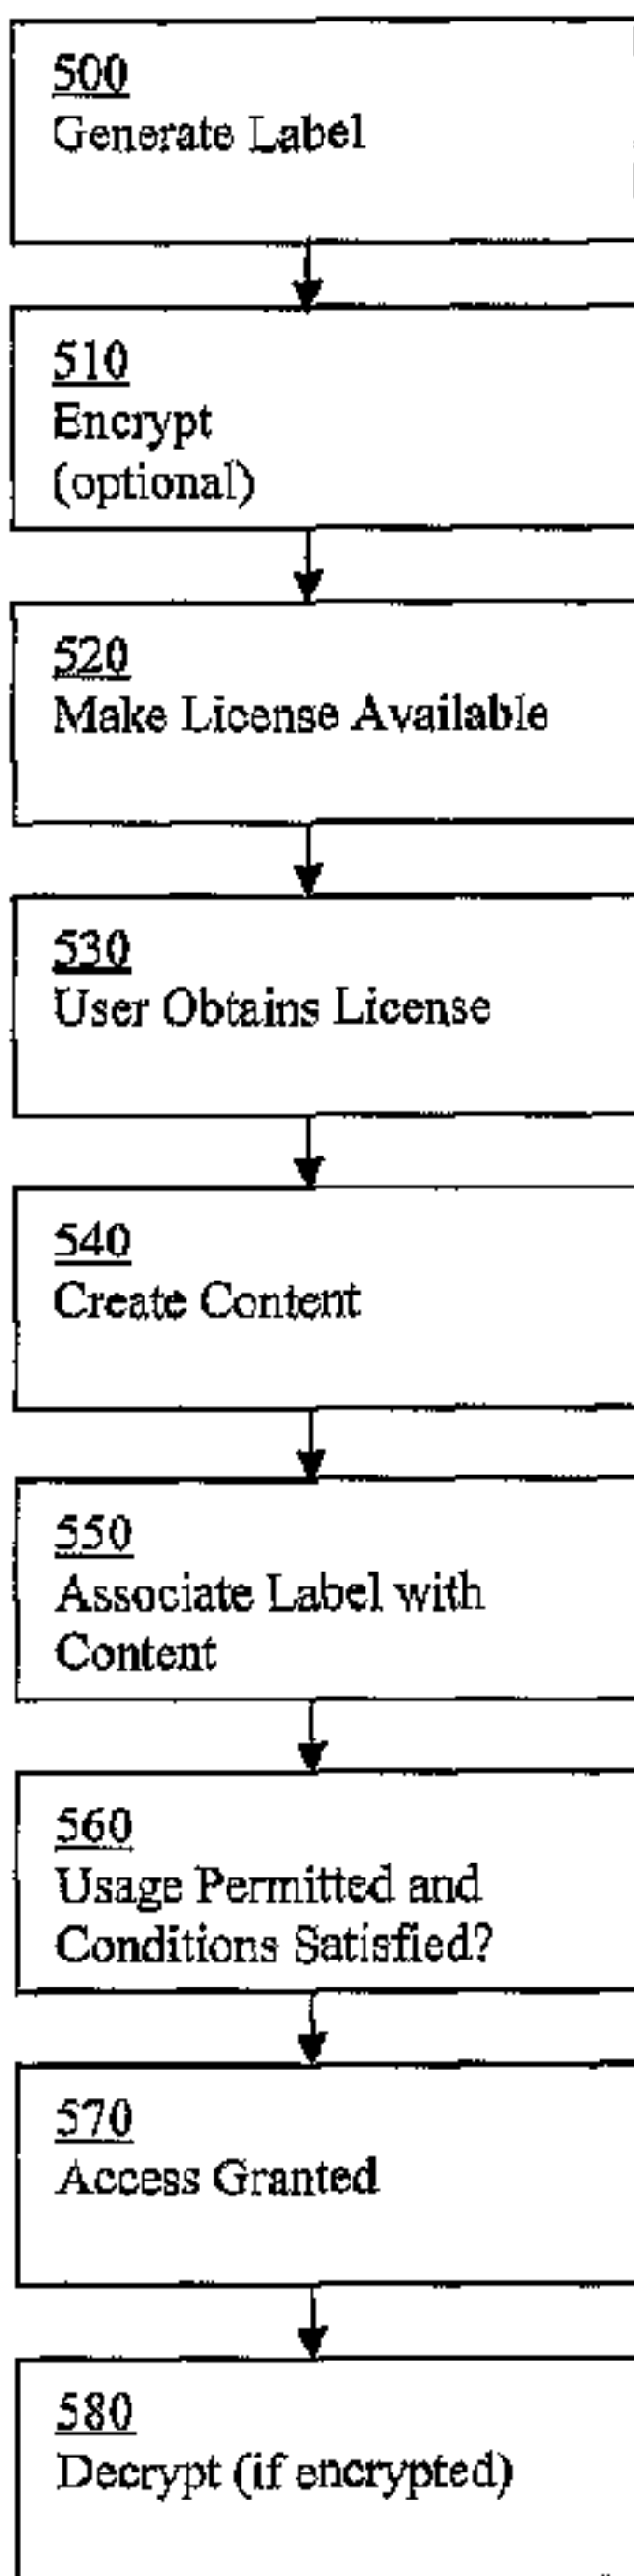 500
Generate Label
510
Encrypt
(optional)
520
Make License Available
530
User Obtains License
540
Create Content
550
Associate Label with
Content
560
Usage Permitted and
Conditions Satisfied?
570
Access Granted
580
Decrypt (if encrypted)